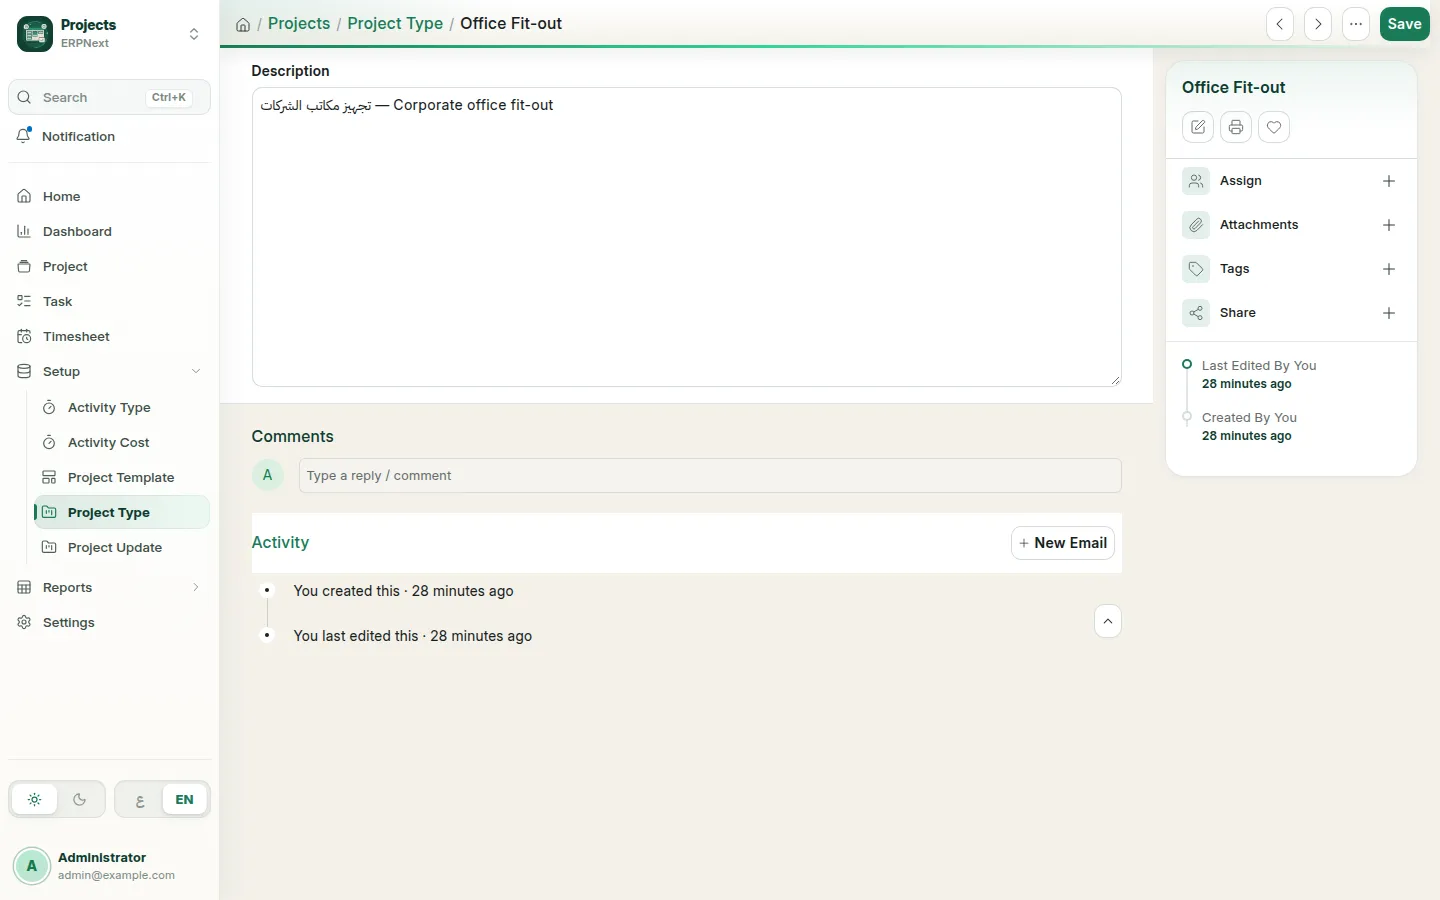 Projects
ERPNext
Search
Ctrl+K
Notification
Home
Dashboard
Project
Task
Timesheet
Setup
Activity Type
Activity Cost
Project Template
Project Type
Project Update
Reports
Settings
ع
EN
A
Administrator
admin@example.com
/ Projects / Project Type / Office Fit-out
Save
Description
تجهيز مكاتب الشركات — Corporate office fit-out
Comments
A
Type a reply / comment
Activity
+ New Email
You created this · 28 minutes ago
You last edited this · 28 minutes ago
Office Fit-out
Assign
Attachments
Tags
Share
Last Edited By You
28 minutes ago
Created By You
28 minutes ago